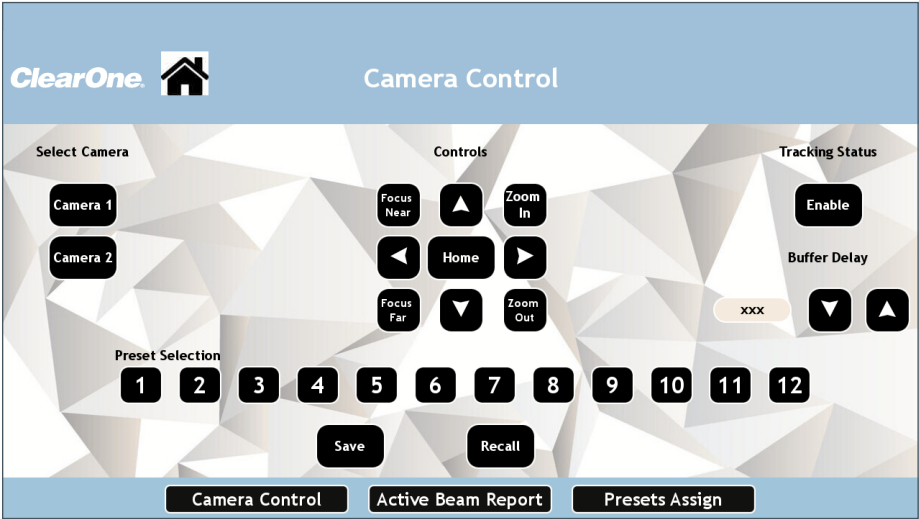 ClearOne.
Camera Control
Select Camera
Controls
Tracking Status
Camera 1
Focus
Near
Zoom
In
Enable
Camera 2
Home
Buffer Delay
Focus
Far
Zoom
Out
xxx
Preset Selection
1 2 3 4 5 6 7 8 9 10 11 12
Save
Recall
Camera Control
Active Beam Report
Presets Assign